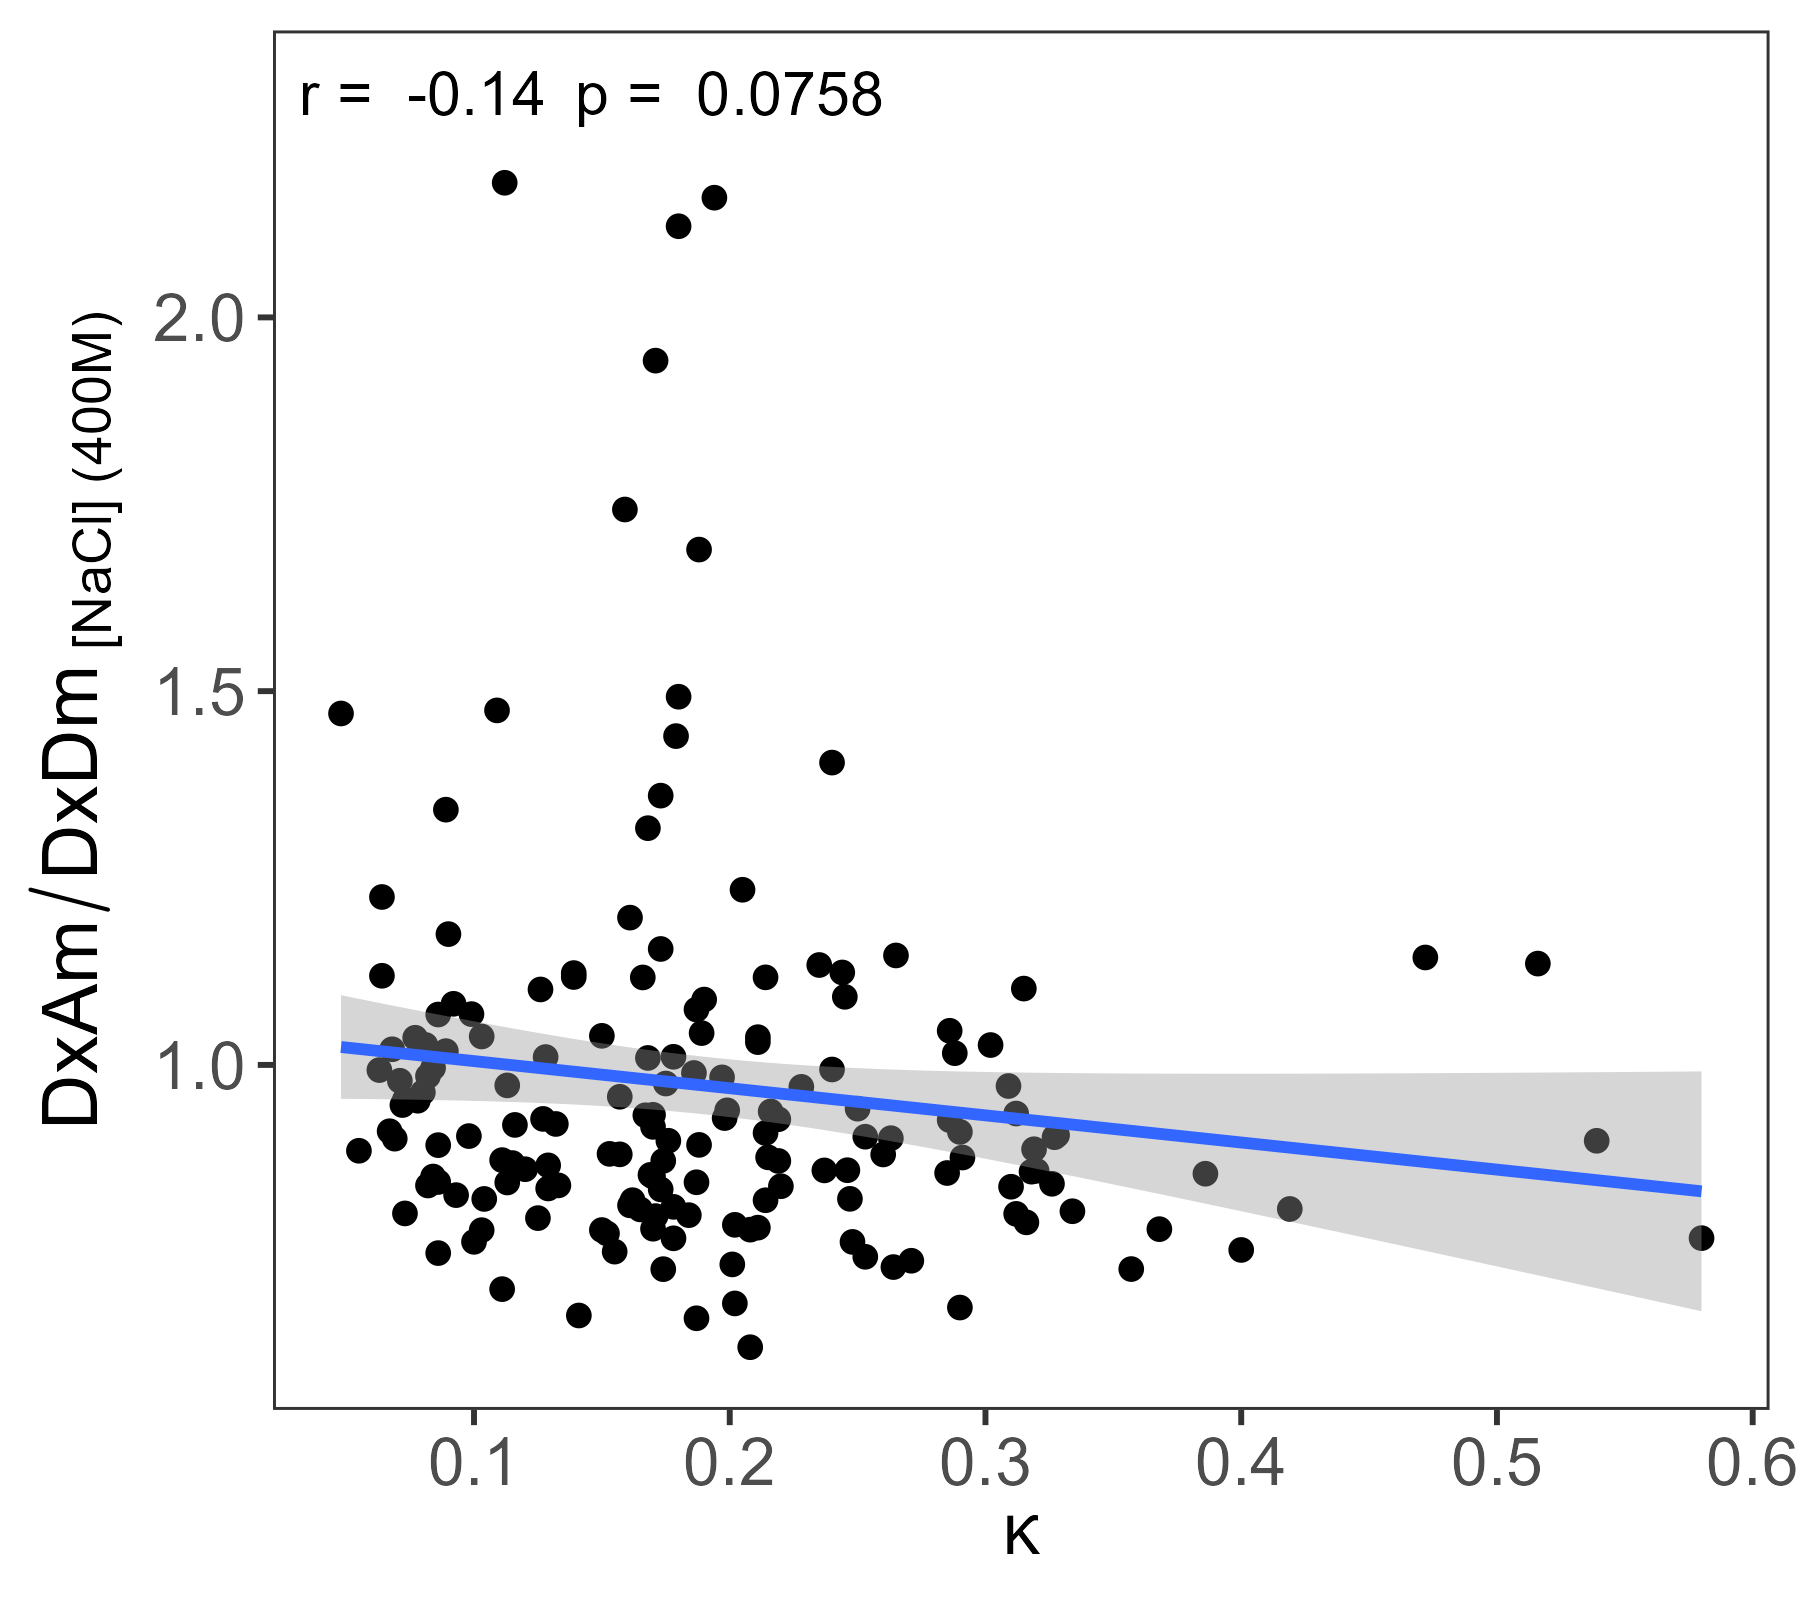 r = -0.14 p = 0.0758
DxAm/DxDm [NaCl] (400M)
2.0
1.5
1.0
0.1 0.2 0.3 0.4 0.5 0.6
κ